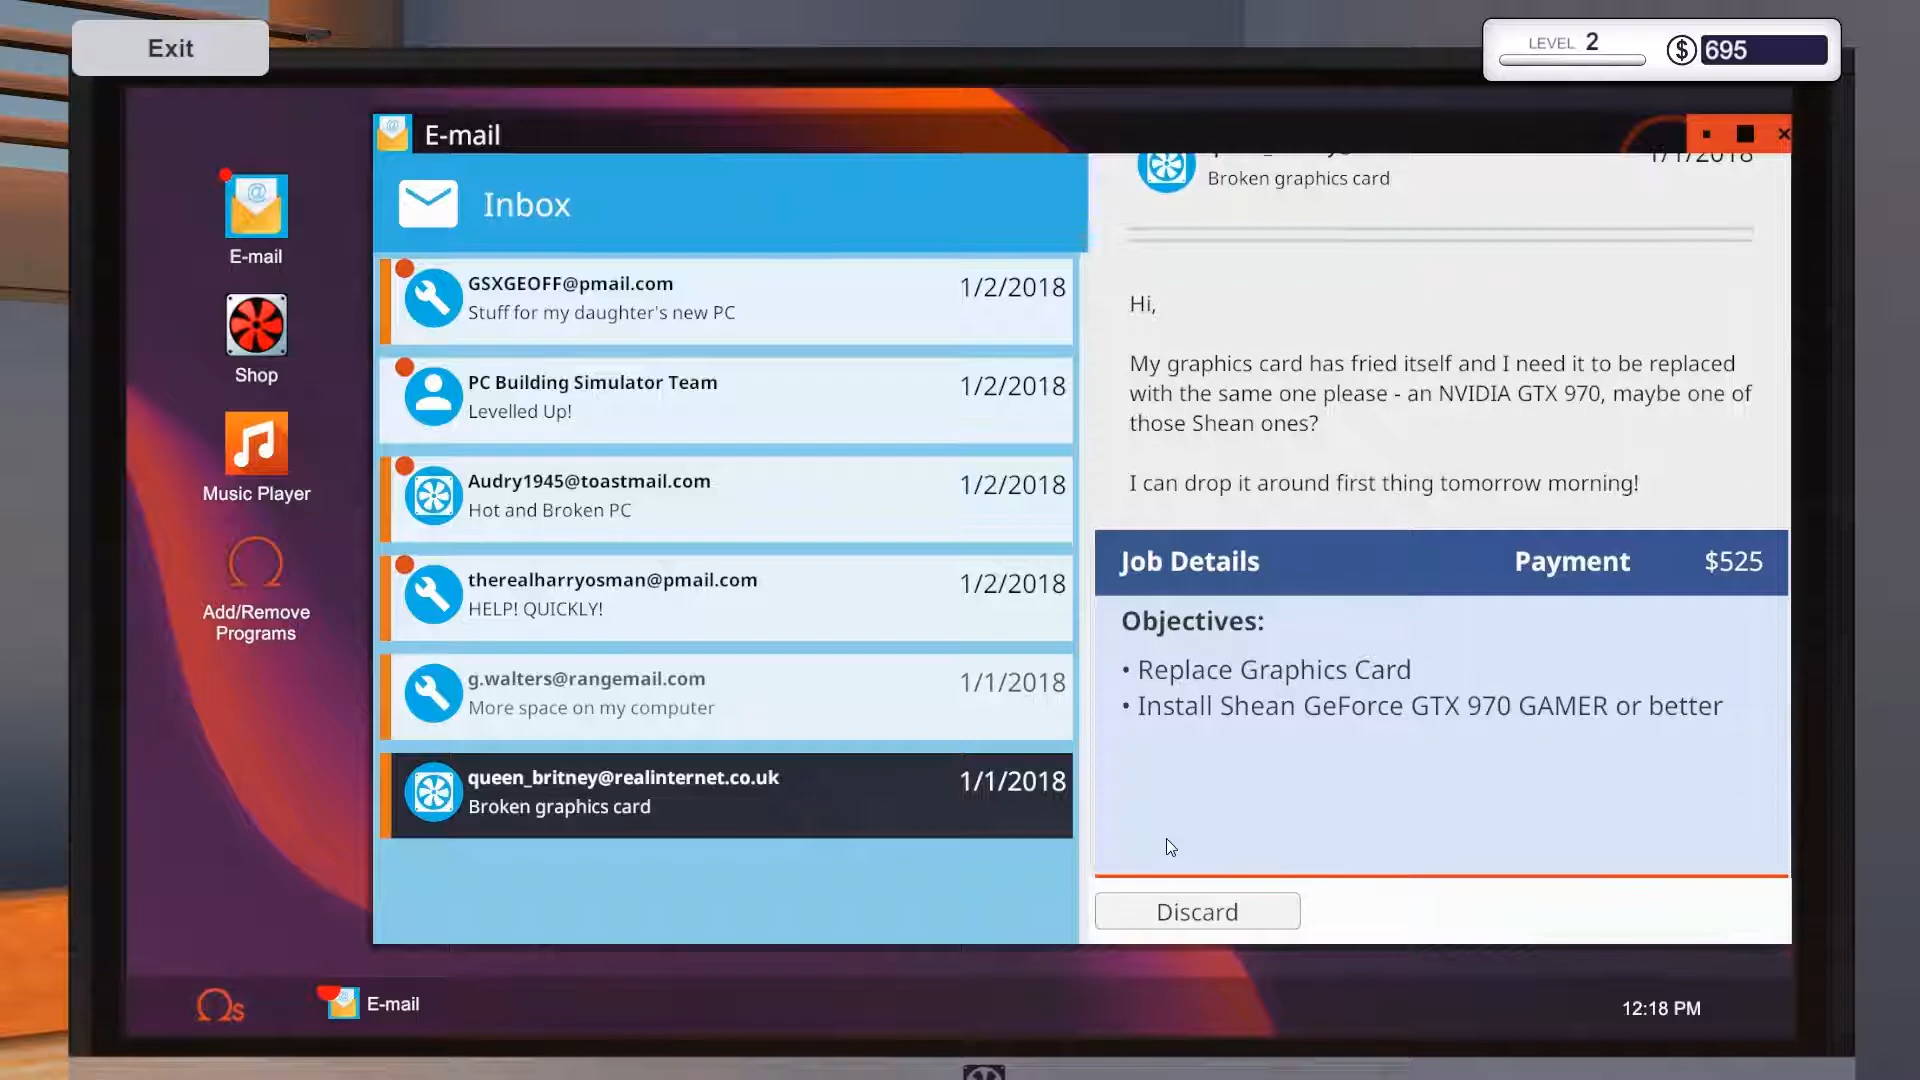 Exit
LEVEL 2
$ 695
E-mail
Shop
Music Player
Add/Remove
Programs
E-mail
Inbox
GSXGEOFF@pmail.com
1/2/2018
Stuff for my daughter's new PC
PC Building Simulator Team
1/2/2018
Levelled Up!
Audry1945@toastmail.com
1/2/2018
Hot and Broken PC
therealharryosman@pmail.com
1/2/2018
HELP! QUICKLY!
g.walters@rangemail.com
1/1/2018
More space on my computer
queen_britney@realinternet.co.uk
1/1/2018
Broken graphics card
1/1/2018
Broken graphics card
Hi,
My graphics card has fried itself and I need it to be replaced
with the same one please - an NVIDIA GTX 970, maybe one of
those Shean ones?
I can drop it around first thing tomorrow morning!
Job Details Payment $525
Objectives:
• Replace Graphics Card
• Install Shean GeForce GTX 970 GAMER or better
Discard
Ωs
E-mail
12:18 PM